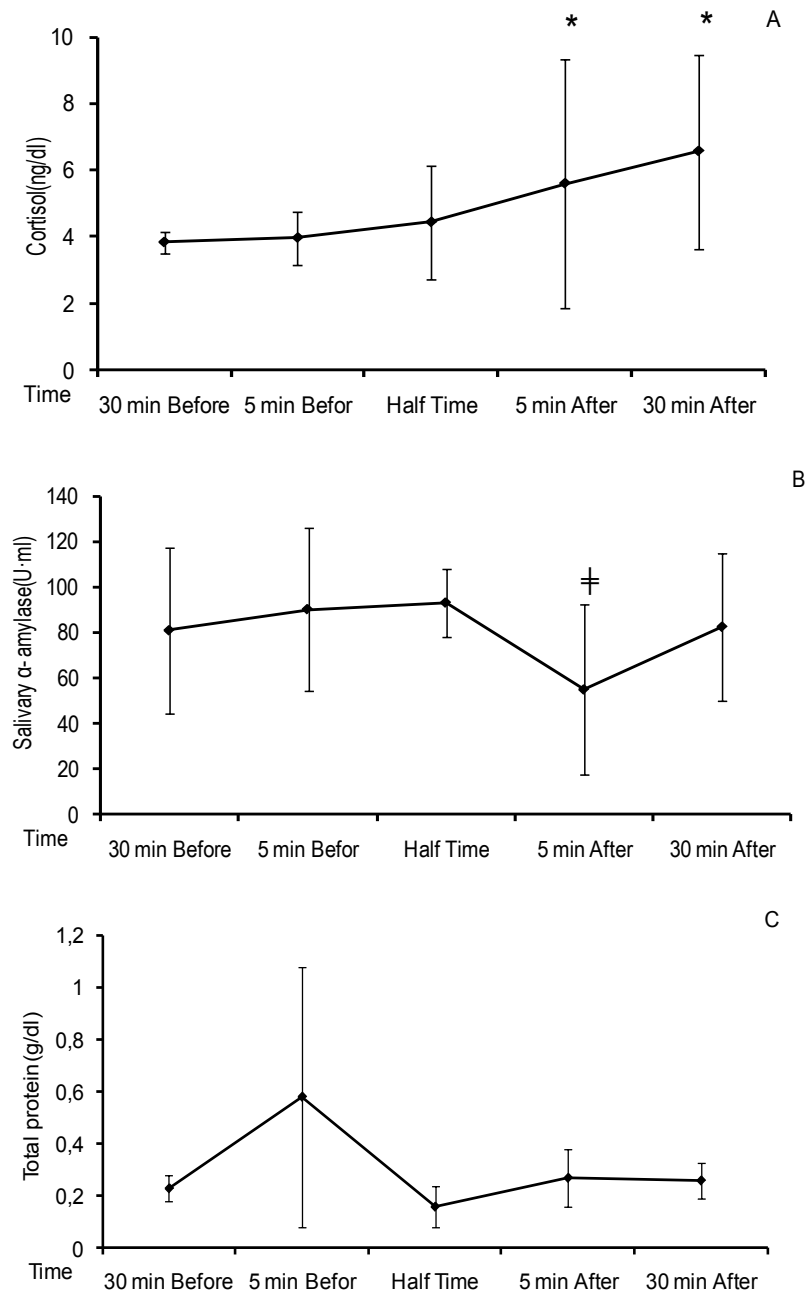 * * A
10
8
6
4
2
0
Cortisol(ng/dl)
Time 30 min Before 5 min Befor Half Time 5 min After 30 min After
B
140
120
100
80
60
40
20
0
Salivary α- amylase(U·ml)
ǂ
Time 30 min Before 5 min Befor Half Time 5 min After 30 min After
C
1,2
1
0,8
0,6
0,4
0,2
0
Total protein (g/dl)
Time 30 min Before 5 min Befor Half Time 5 min After 30 min After